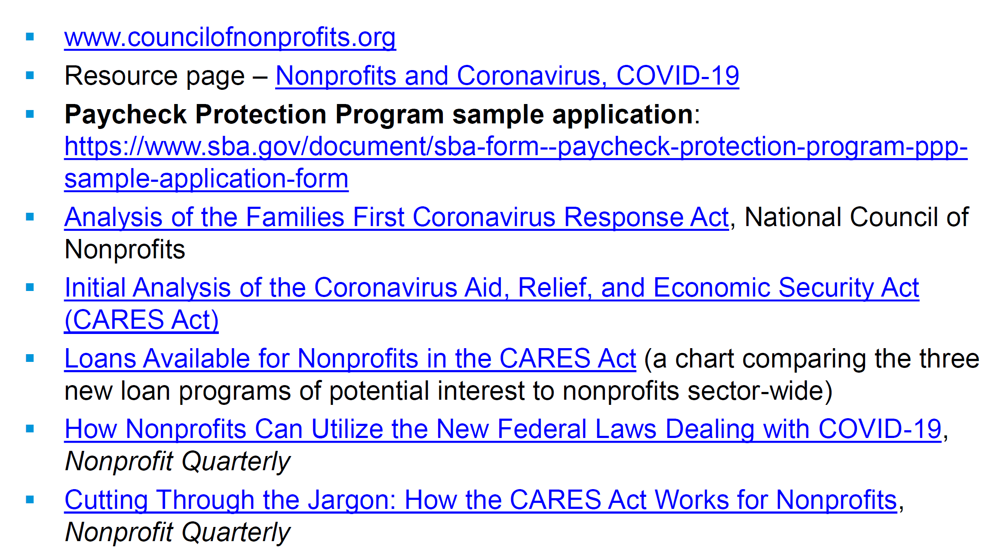 ▪ www.councilofnonprofits.org
▪ Resource page – Nonprofits and Coronavirus, COVID-19
▪ Paycheck Protection Program sample application:
https://www.sba.gov/document/sba-form--paycheck-protection-program-ppp-
sample-application-form
▪ Analysis of the Families First Coronavirus Response Act, National Council of
Nonprofits
▪ Initial Analysis of the Coronavirus Aid, Relief, and Economic Security Act
(CARES Act)
▪ Loans Available for Nonprofits in the CARES Act (a chart comparing the three
new loan programs of potential interest to nonprofits sector-wide)
▪ How Nonprofits Can Utilize the New Federal Laws Dealing with COVID-19,
Nonprofit Quarterly
▪ Cutting Through the Jargon: How the CARES Act Works for Nonprofits,
Nonprofit Quarterly